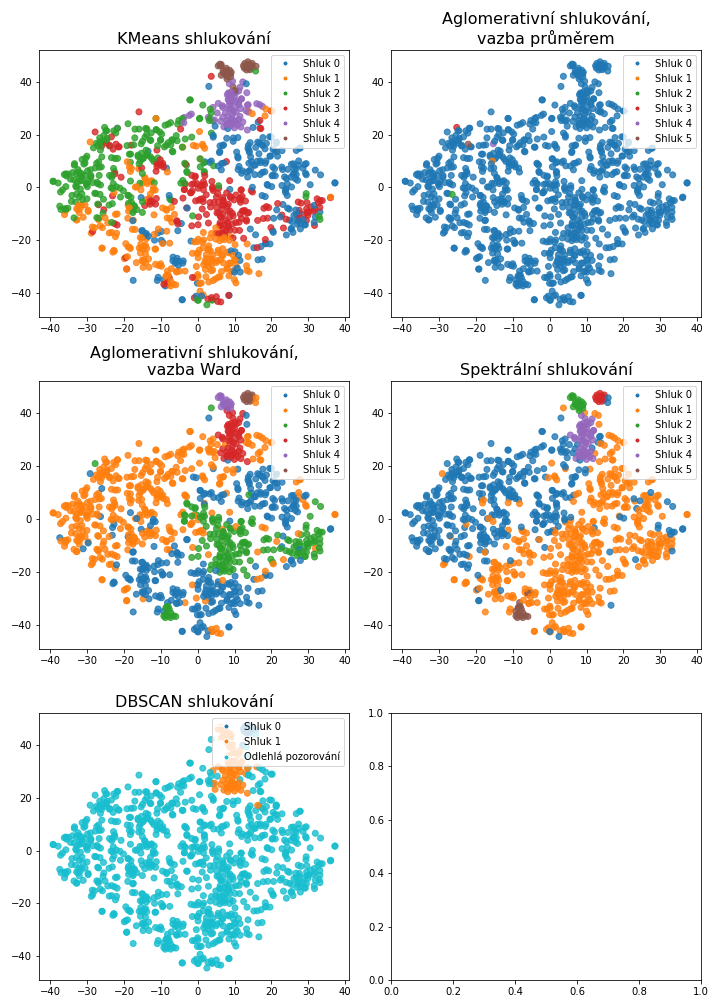 KMeans shlukování
Aglomerativní shlukování,
vazba průměrem
40
20
0
−20
−40
Shluk 0
Shluk 1
Shluk 2
Shluk 3
Shluk 4
Shluk 5
−40 −30 −20 −10 0 10 20 30 40
40
20
0
−20
−40
Shluk 0
Shluk 1
Shluk 2
Shluk 3
Shluk 4
Shluk 5
−40 −30 −20 −10 0 10 20 30 40
Aglomerativní shlukování,
vazba Ward
Spektrální shlukování
40
20
0
−20
−40
Shluk 0
Shluk 1
Shluk 2
Shluk 3
Shluk 4
Shluk 5
−40 −30 −20 −10 0 10 20 30 40
40
20
0
−20
−40
Shluk 0
Shluk 1
Shluk 2
Shluk 3
Shluk 4
Shluk 5
−40 −30 −20 −10 0 10 20 30 40
DBSCAN shlukování
40
20
0
−20
−40
Shluk 0
Shluk 1
Odlehlá pozorování
−40 −30 −20 −10 0 10 20 30 40
1.0
0.8
0.6
0.4
0.2
0.0
0.0 0.2 0.4 0.6 0.8 1.0